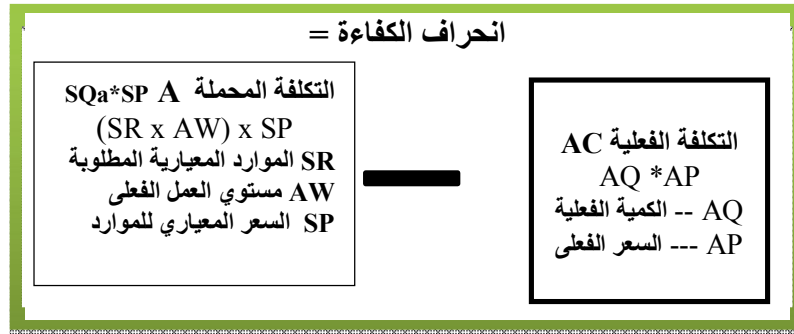 انحراف الكفاءة =
التكلفة الفعلية AC
AQ *AP
AQ -- الكمية الفعلية
AP --- السعر الفعلى
التكلفة المحملة SQa*SP A
(SR x AW) x SP
SR الموارد المعيارية المطلوبة
AW مستوي العمل الفعلى
SP السعر المعياري للموارد